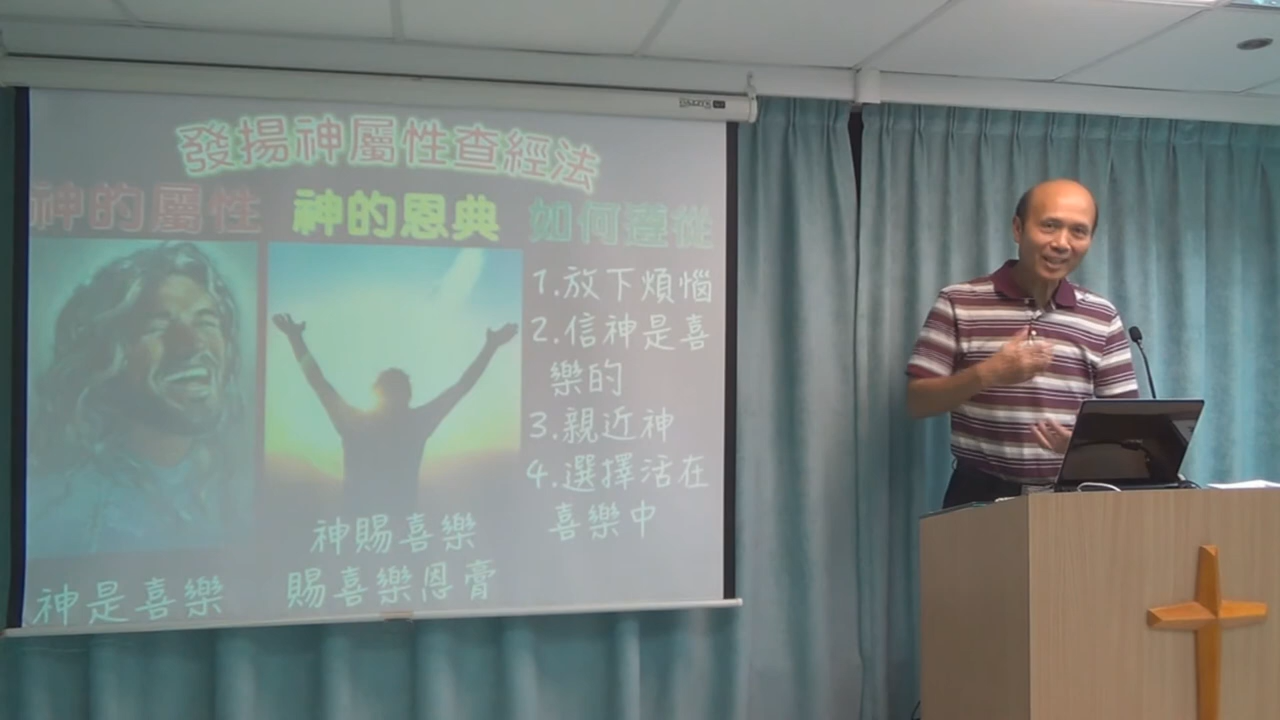 發揚神屬性查經法
神的屬性
神是喜樂
神的恩典
神賜喜樂
賜喜樂恩膏
如何遵從
1.放下煩惱
2.信神是喜
樂的
3.親近神
4.選擇活在
喜樂中